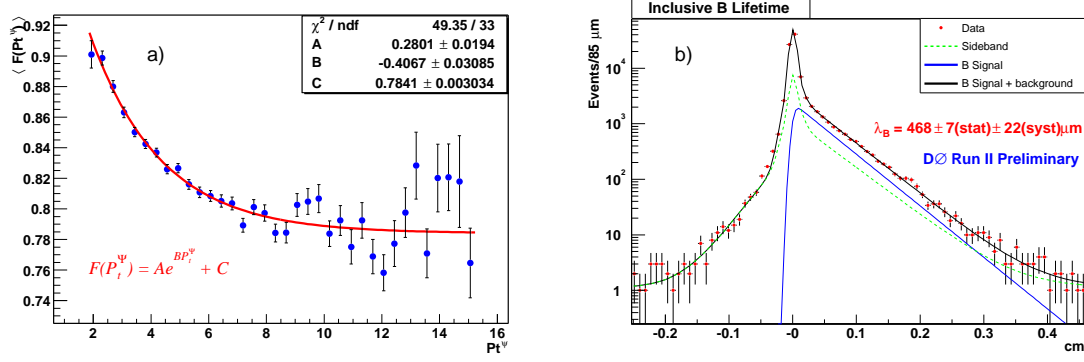 ⟨ F(Pt^Ψ) ⟩
0.92
0.9
0.88
0.86
0.84
0.82
0.8
0.78
0.76
0.74
a)
χ² / ndf 49.35 / 33
A 0.2801 ± 0.0194
B -0.4067 ± 0.03085
C 0.7841 ± 0.003034
F(P_t^Ψ) = Ae^{BP_t^Ψ} + C
0 2 4 6 8 10 12 14 16
Pt^Ψ
Inclusive B Lifetime
Events/85 μm
10⁴
10³
10²
10
1
b)
Data
Sideband
B Signal
B Signal + background
λ_B = 468 ± 7(stat) ± 22(syst)μm
DØ Run II Preliminary
-0.2 -0.1 -0 0.1 0.2 0.3 0.4
cm